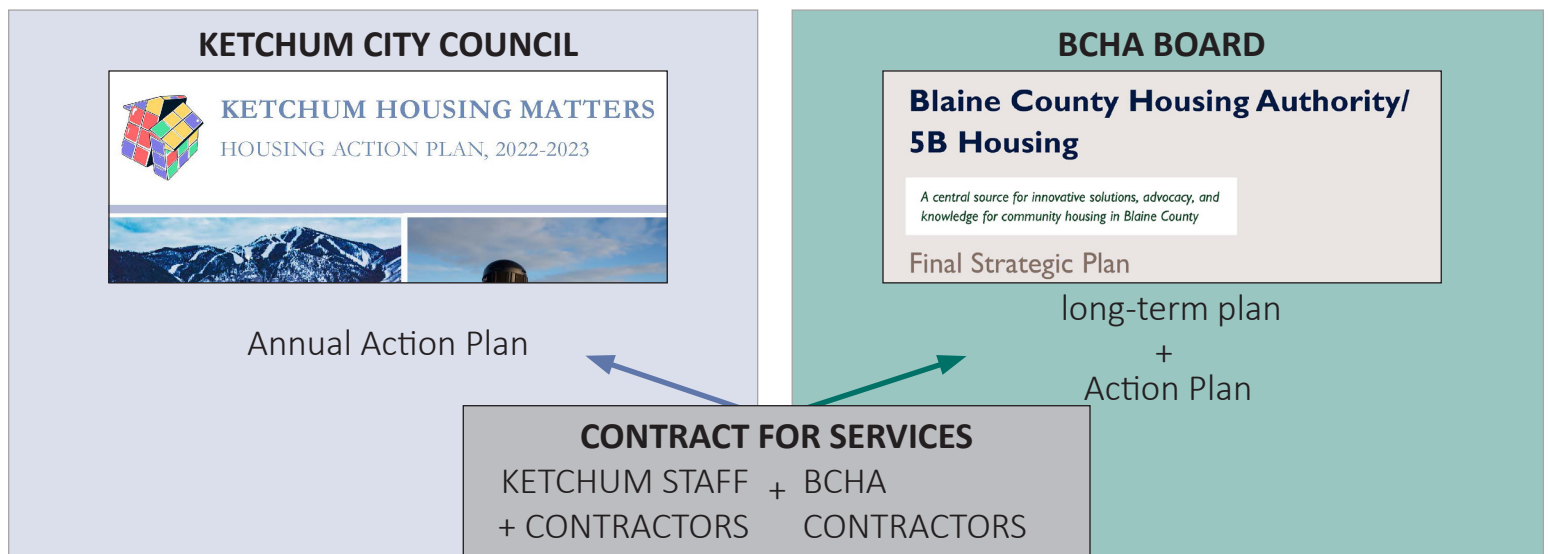 KETCHUM CITY COUNCIL
KETCHUM HOUSING MATTERS
HOUSING ACTION PLAN, 2022-2023
Annual Action Plan
BCHA BOARD
Blaine County Housing Authority/
5B Housing
A central source for innovative solutions, advocacy, and
knowledge for community housing in Blaine County
Final Strategic Plan
long-term plan
+
Action Plan
CONTRACT FOR SERVICES
KETCHUM STAFF + BCHA
+ CONTRACTORS CONTRACTORS